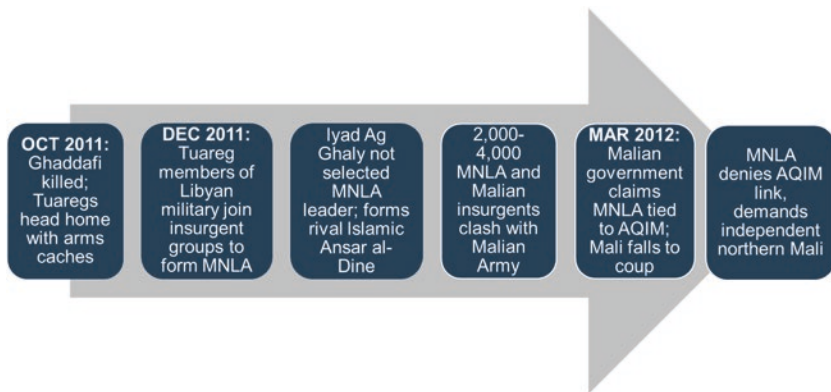 OCT 2011:
Ghaddafi
killed;
Tuaregs
head home
with arms
caches
DEC 2011:
Tuareg
members of
Libyan
military join
insurgent
groups to
form MNLA
Iyad Ag
Ghaly not
selected
MNLA
leader; forms
rival Islamic
Ansar al-
Dine
2,000-
4,000
MNLA and
Malian
insurgents
clash with
Malian
Army
MAR 2012:
Malian
government
claims
MNLA tied
to AQIM;
Mali falls to
coup
MNLA
denies AQIM
link,
demands
independent
northern Mali